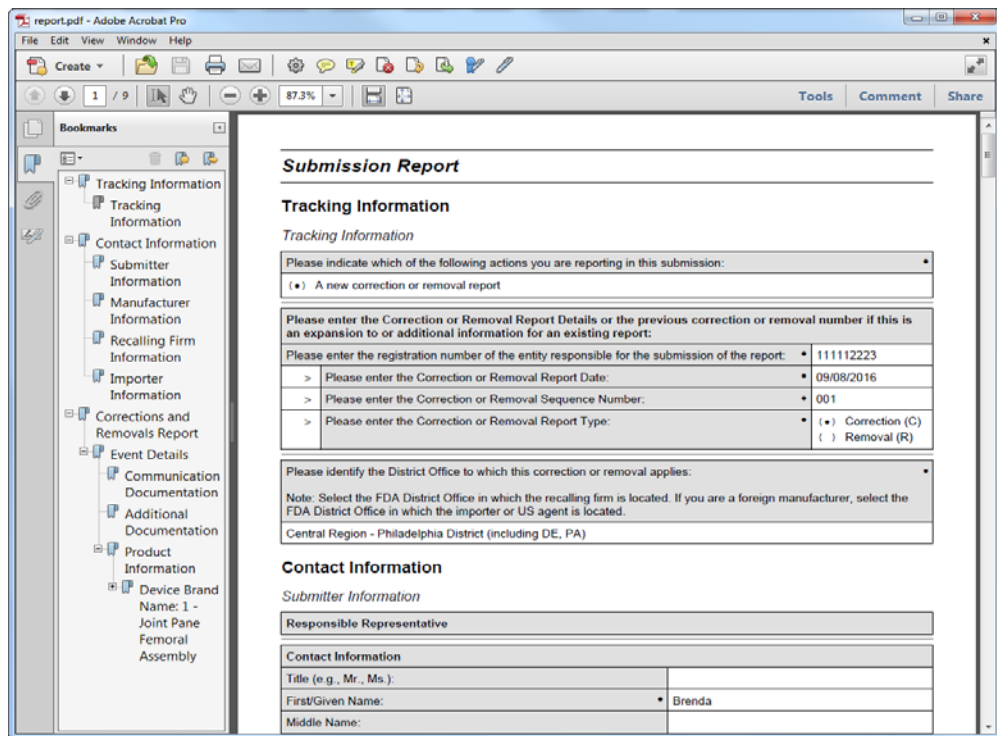 report.pdf - Adobe Acrobat Pro
File Edit View Window Help
Create
1 / 9 87.3% Tools Comment Share
Bookmarks
Tracking Information
Tracking
Information
Contact Information
Submitter
Information
Manufacturer
Information
Recalling Firm
Information
Importer
Information
Corrections and
Removals Report
Event Details
Communication
Documentation
Additional
Documentation
Product
Information
Device Brand
Name: 1 -
Joint Pane
Femoral
Assembly
Submission Report
Tracking Information
Tracking Information
Please indicate which of the following actions you are reporting in this submission: •
(•) A new correction or removal report
Please enter the Correction or Removal Report Details or the previous correction or removal number if this is
an expansion to or additional information for an existing report:
Please enter the registration number of the entity responsible for the submission of the report: • 111112223
> Please enter the Correction or Removal Report Date: • 09/08/2016
> Please enter the Correction or Removal Sequence Number: • 001
> Please enter the Correction or Removal Report Type: • (•) Correction (C)
( ) Removal (R)
Please identify the District Office to which this correction or removal applies: •
Note: Select the FDA District Office in which the recalling firm is located. If you are a foreign manufacturer, select the
FDA District Office in which the importer or US agent is located.
Central Region - Philadelphia District (including DE, PA)
Contact Information
Submitter Information
Responsible Representative
Contact Information
Title (e.g., Mr., Ms.):
First/Given Name: • Brenda
Middle Name: